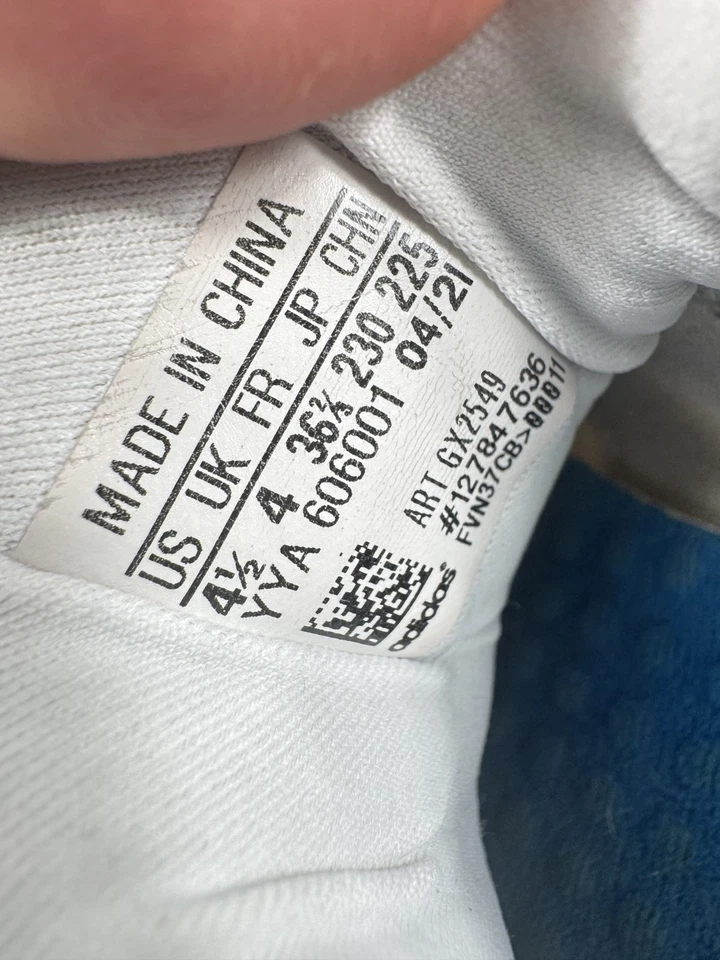 MADE IN CHINA
US UK FR JP CHN
4½ 4 36⅔ 230 225
YYA 606001 04/21
ART GX2549
#127847636
FVN37CB>00011
adidas